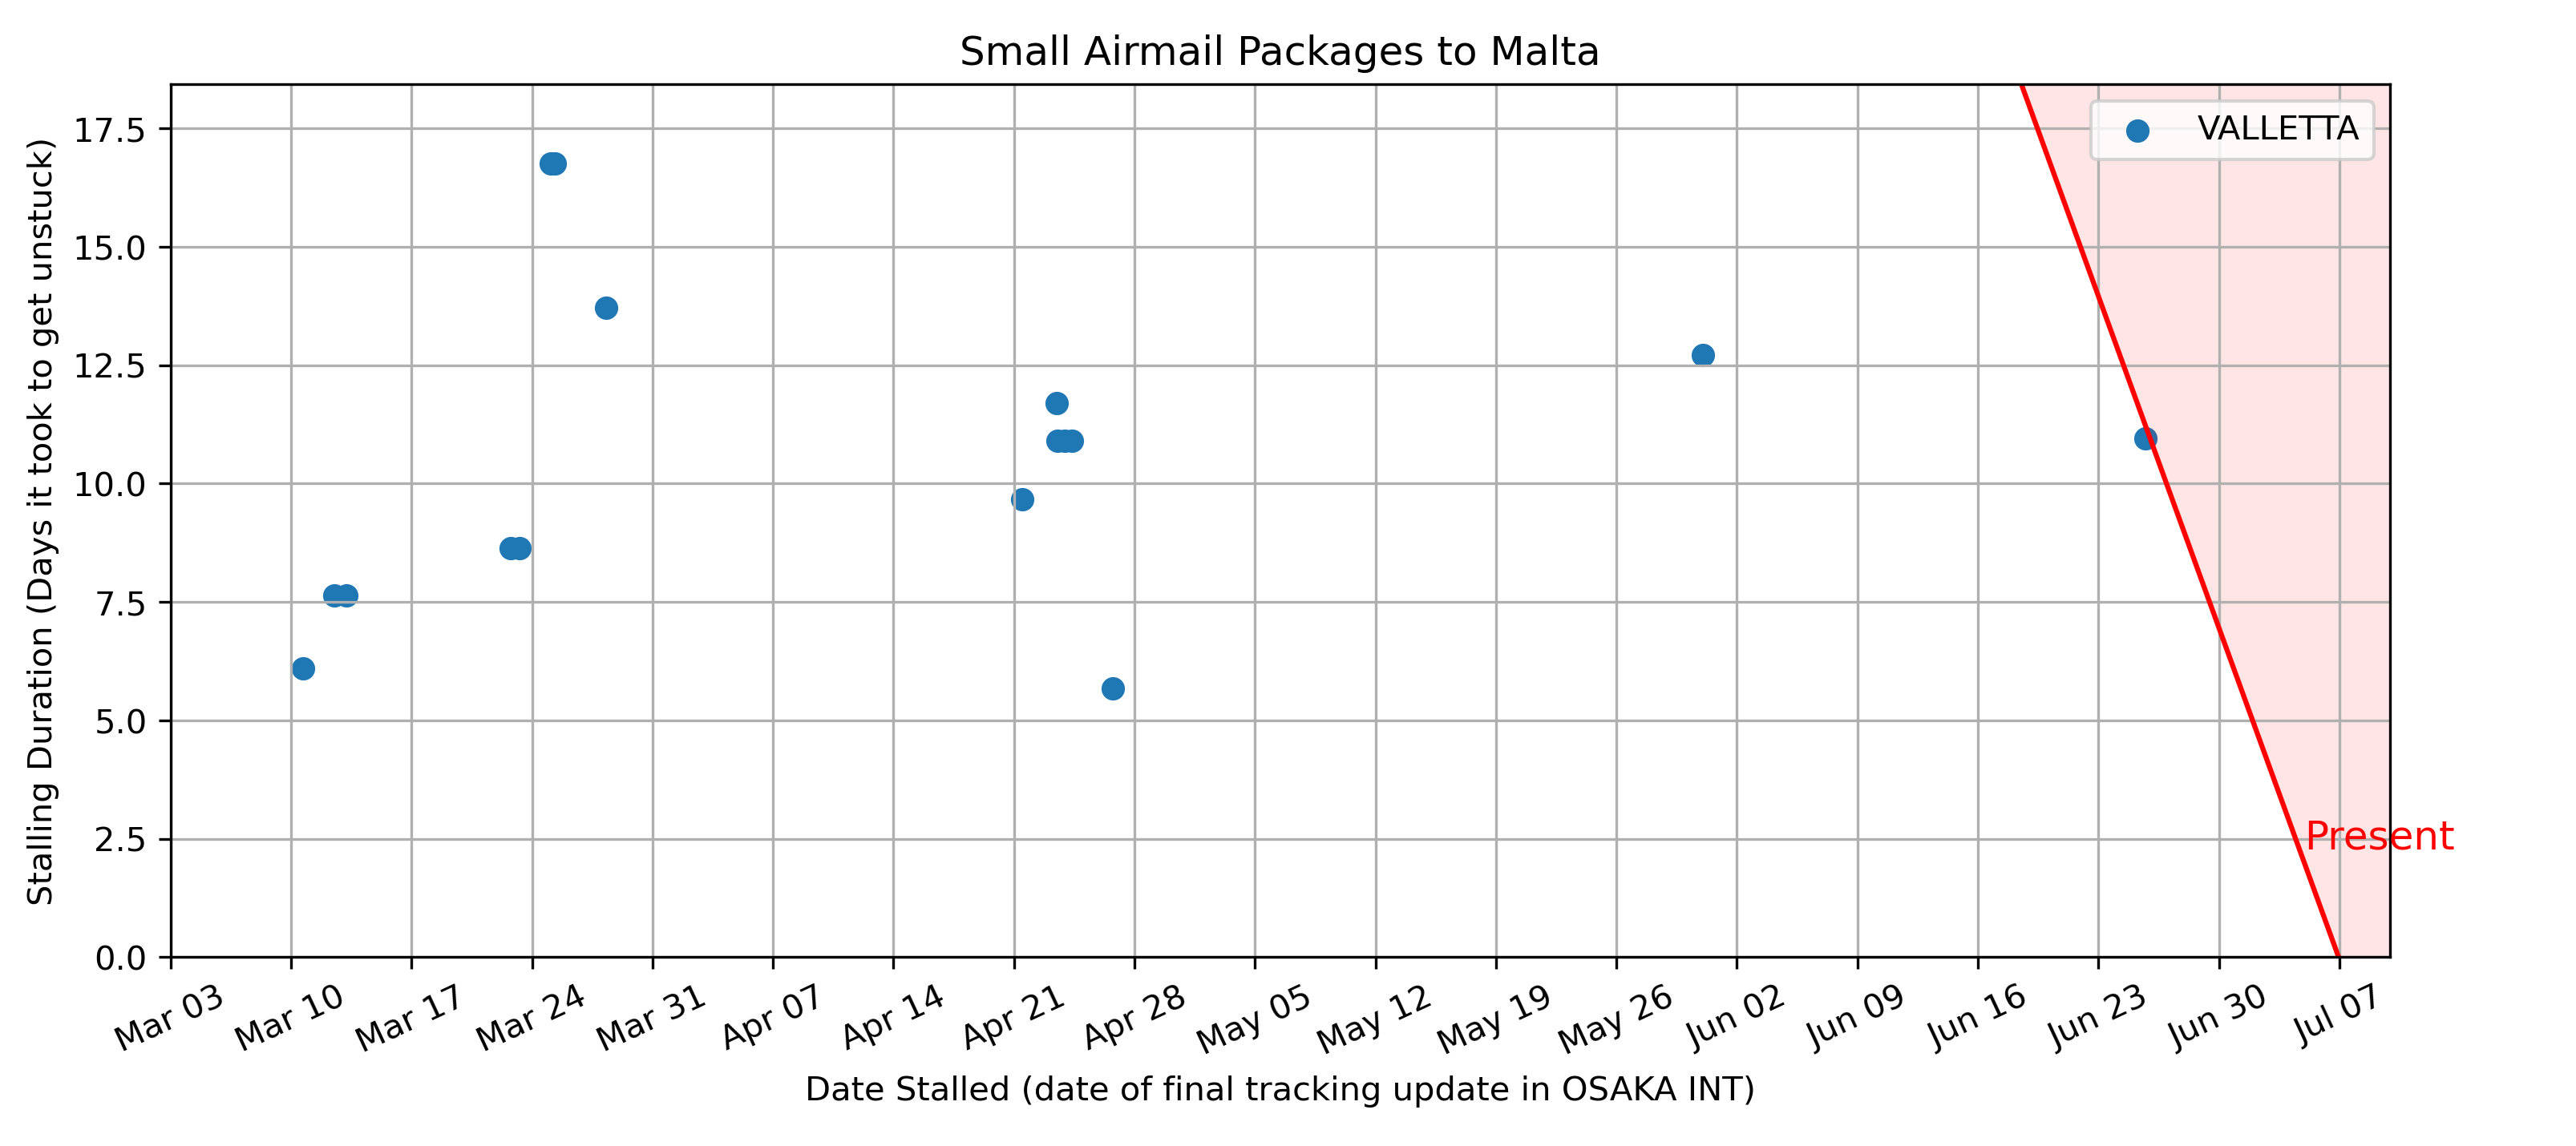 Small Airmail Packages to Malta
VALLETTA
Stalling Duration (Days it took to get unstuck)
17.5
15.0
12.5
10.0
7.5
5.0
2.5
0.0
Present
Mar 03 Mar 10 Mar 17 Mar 24 Mar 31 Apr 07 Apr 14 Apr 21 Apr 28 May 05 May 12 May 19 May 26 Jun 02 Jun 09 Jun 16 Jun 23 Jun 30 Jul 07
Date Stalled (date of final tracking update in OSAKA INT)